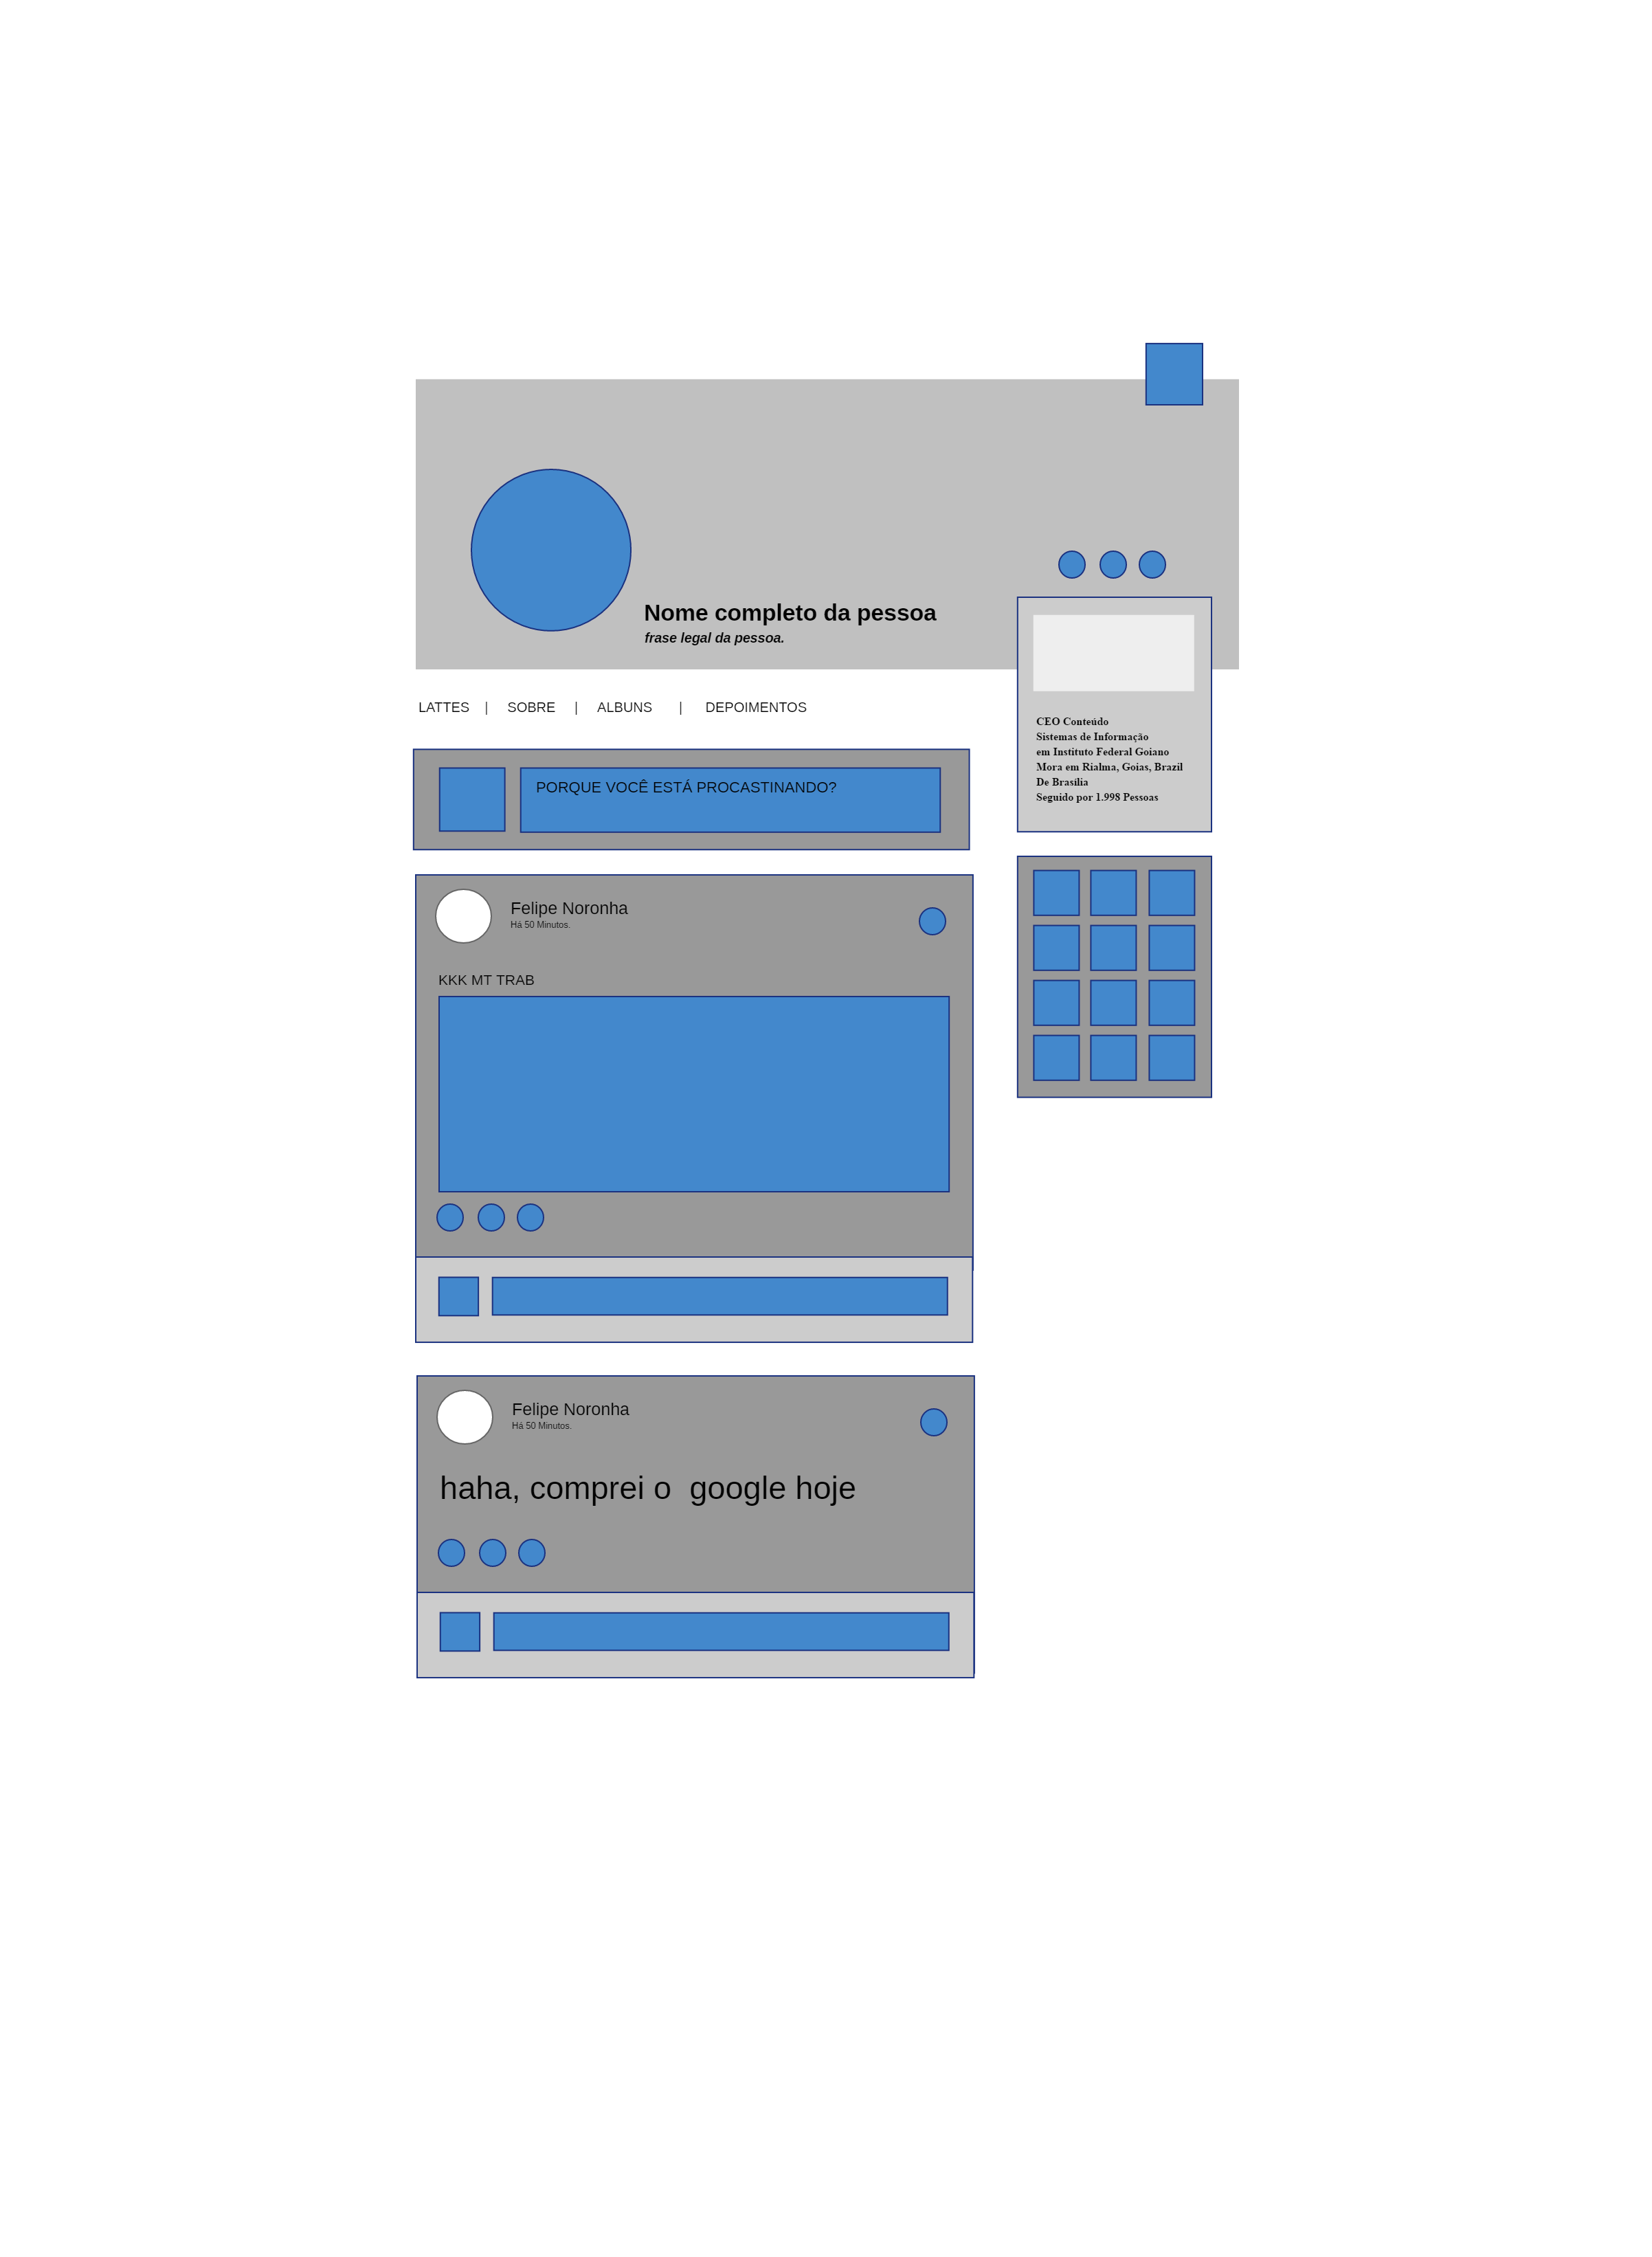 Nome completo da pessoa
frase legal da pessoa.
LATTES | SOBRE | ALBUNS | DEPOIMENTOS
CEO Conteúdo
Sistemas de Informação
em Instituto Federal Goiano
Mora em Rialma, Goias, Brazil
De Brasília
Seguido por 1.998 Pessoas
PORQUE VOCÊ ESTÁ PROCASTINANDO?
Felipe Noronha
Há 50 Minutos.
KKK MT TRAB
Felipe Noronha
Há 50 Minutos.
haha, comprei o  google hoje